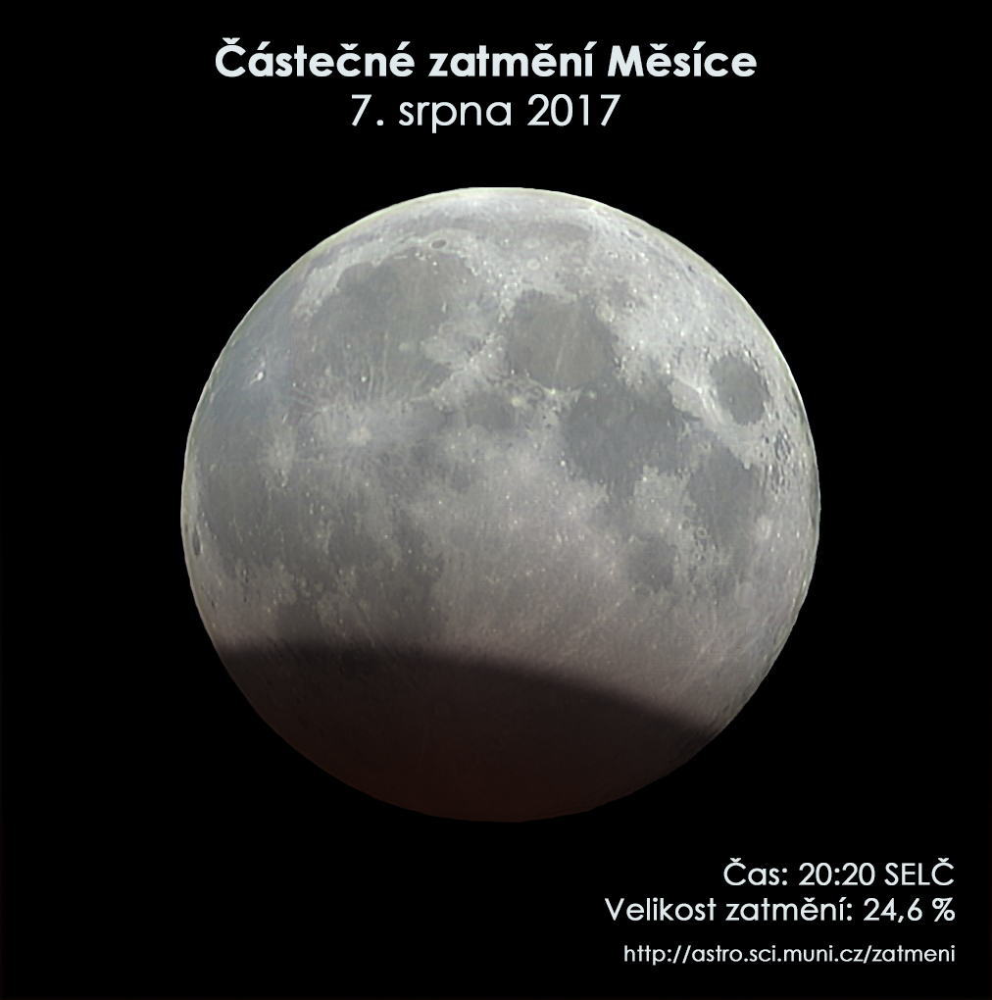 Částečné zatmění Měsíce
7. srpna 2017
Čas: 20:20 SELČ
Velikost zatmění: 24,6 %
http://astro.sci.muni.cz/zatmeni